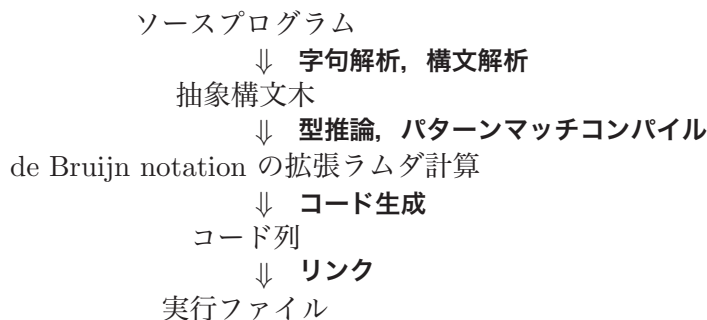 ソースプログラム
⇓ 字句解析，構文解析
抽象構文木
⇓ 型推論，パターンマッチコンパイル
de Bruijn notation の拡張ラムダ計算
⇓ コード生成
コード列
⇓ リンク
実行ファイル